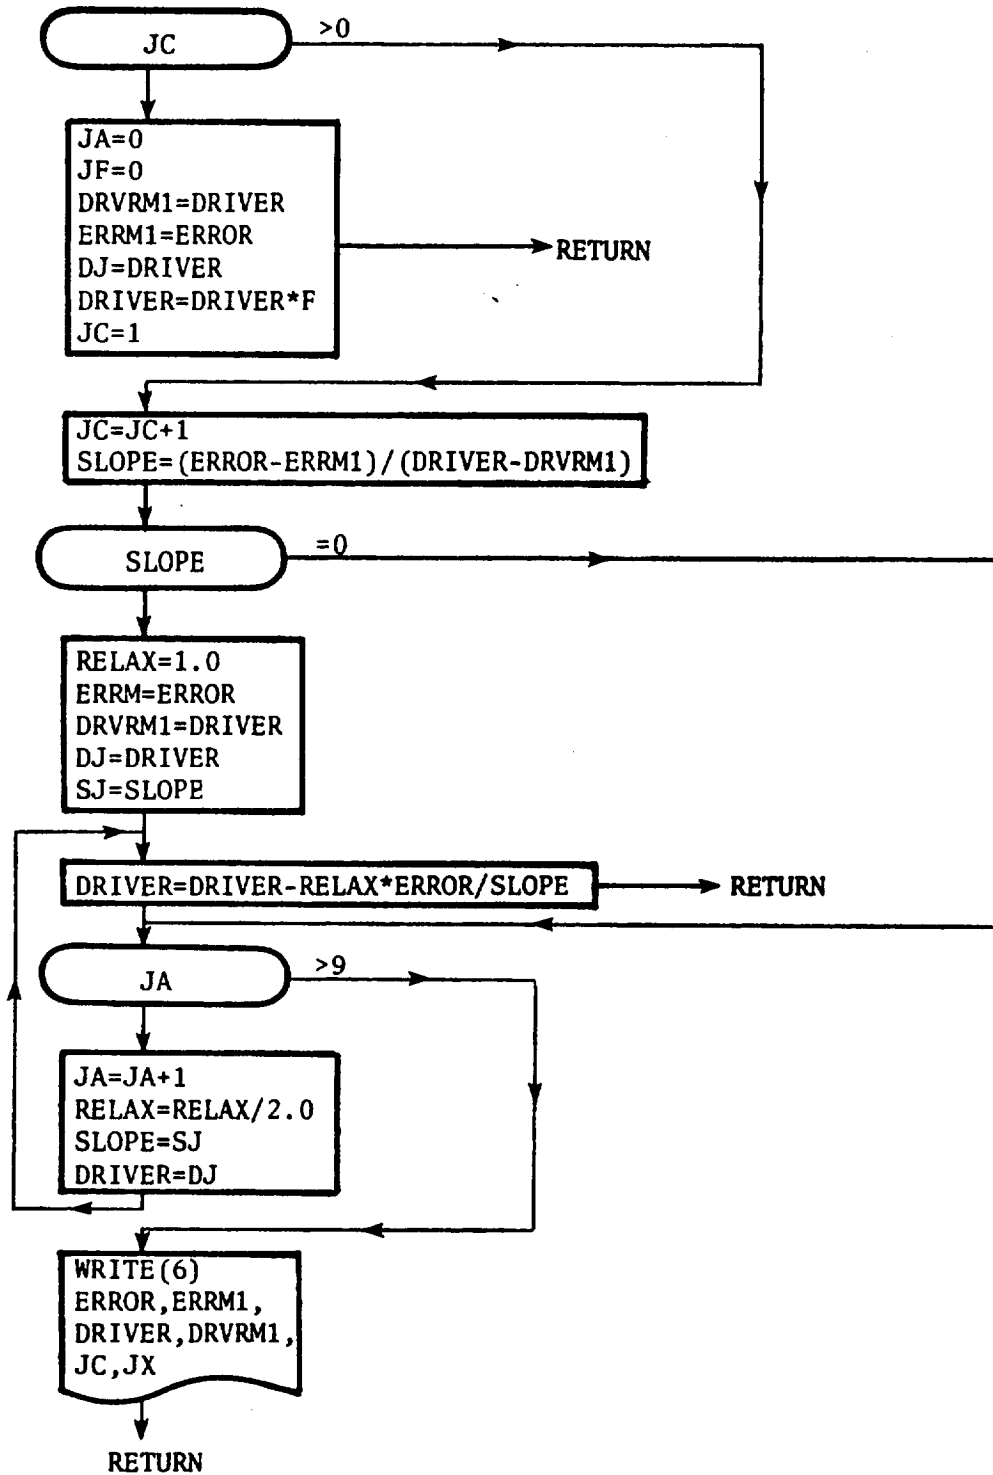 JC
>0
JA=0
JF=0
DRVRM1=DRIVER
ERRM1=ERROR
DJ=DRIVER
DRIVER=DRIVER*F
JC=1
RETURN
JC=JC+1
SLOPE=(ERROR-ERRM1)/(DRIVER-DRVRM1)
SLOPE
=0
RELAX=1.0
ERRM=ERROR
DRVRM1=DRIVER
DJ=DRIVER
SJ=SLOPE
DRIVER=DRIVER-RELAX*ERROR/SLOPE
RETURN
JA
>9
JA=JA+1
RELAX=RELAX/2.0
SLOPE=SJ
DRIVER=DJ
WRITE(6)
ERROR,ERRM1,
DRIVER,DRVRM1,
JC,JX
RETURN